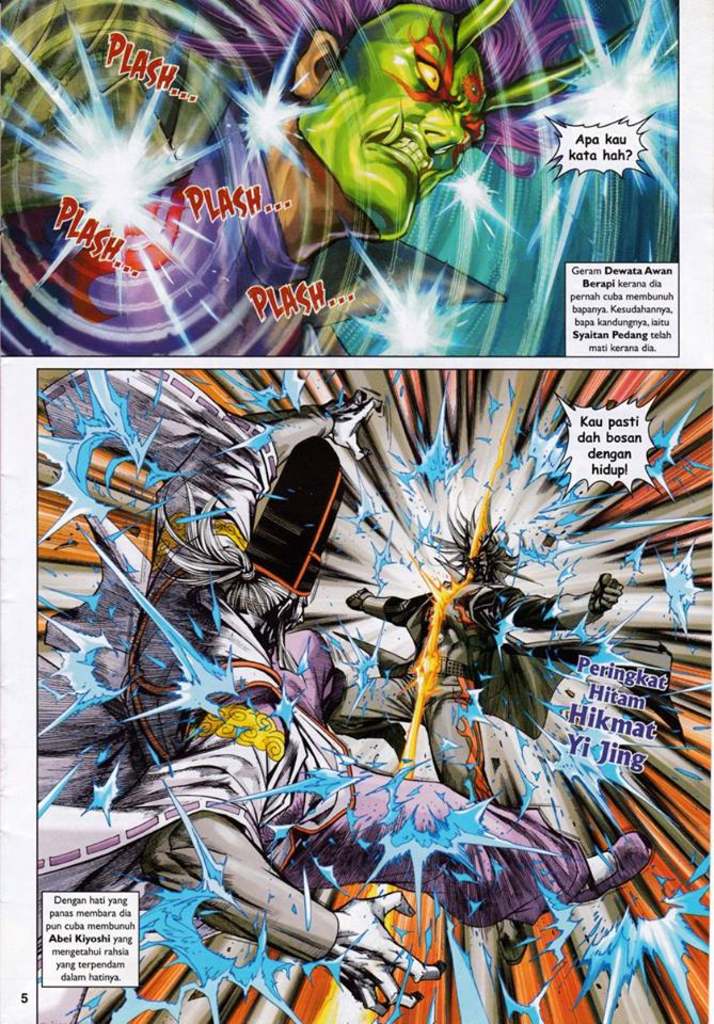 PLASH...
Apa kau
kata hah?
PLASH...
PLASH...
PLASH...
Geram Dewata Awan
Berapi kerana dia
pernah cuba membunuh
bapanya. Kesudahannya,
bapa kandungnya, iaitu
Syaitan Pedang telah
mati kerana dia.
Kau pasti
dah bosan
dengan
hidup!
Peringkat
Hitam
Hikmat
Yi Jing
Dengan hati yang
panas membara dia
pun cuba membunuh
Abei Kiyoshi yang
mengetahui rahsia
yang terpendam
dalam hatinya.
5